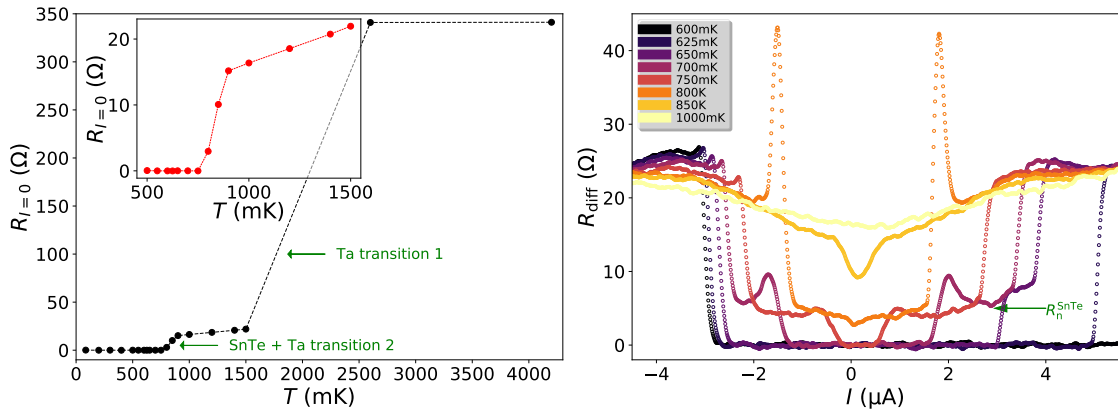 350
300
250
200
150
100
50
0
R_{I=0} (Ω)
0 500 1000 1500 2000 2500 3000 3500 4000
T (mK)
20
10
0
R_{I=0} (Ω)
500 1000 1500
T (mK)
Ta transition 1
SnTe + Ta transition 2
40
30
20
10
0
R_{diff} (Ω)
−4 −2 0 2 4
I (μA)
600mK
625mK
650mK
700mK
750mK
800K
850K
1000mK
R_n^{SnTe}